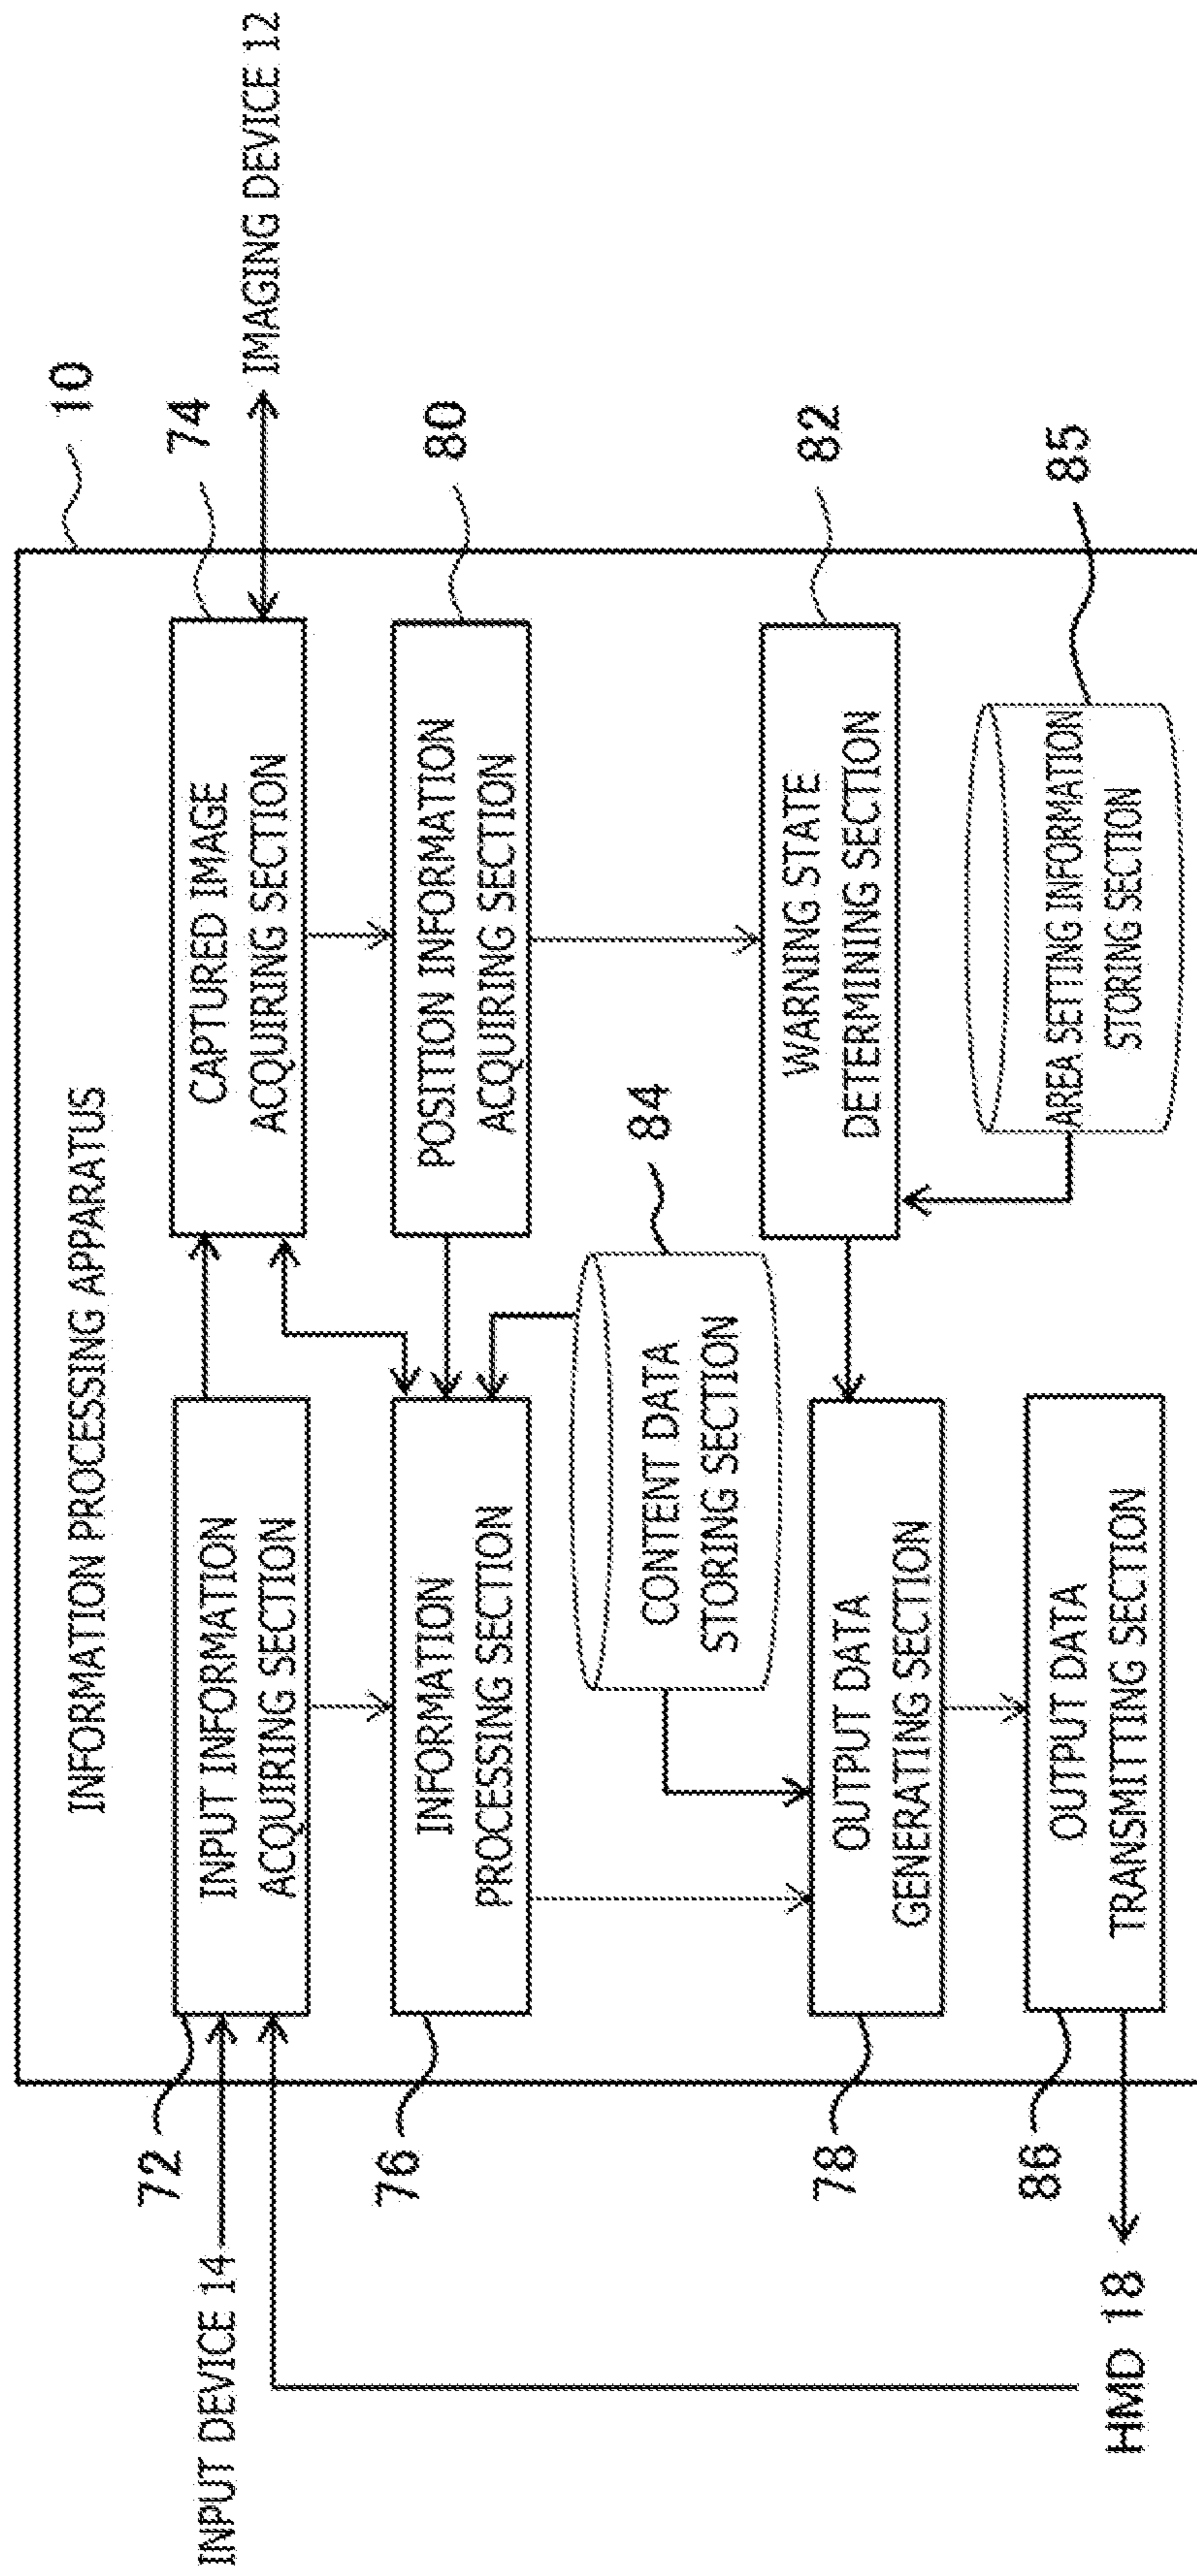 INFORMATION PROCESSING APPARATUS
10
INPUT DEVICE 14
72
INPUT INFORMATION
ACQUIRING SECTION
CAPTURED IMAGE
ACQUIRING SECTION
74
IMAGING DEVICE 12
76
INFORMATION
PROCESSING SECTION
POSITION INFORMATION
ACQUIRING SECTION
80
CONTENT DATA
STORING SECTION
84
78
OUTPUT DATA
GENERATING SECTION
WARNING STATE
DETERMINING SECTION
82
86
OUTPUT DATA
TRANSMITTING SECTION
AREA SETTING INFORMATION
STORING SECTION
85
HMD 18